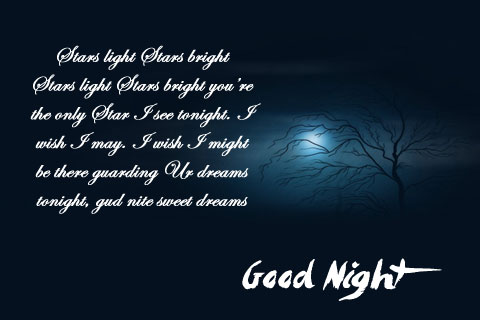 Stars light Stars bright
Stars light Stars bright you're
the only Star I see tonight. I
wish I may. I wish I might
be there guarding Ur dreams
tonight, gud nite sweet dreams
Good Night